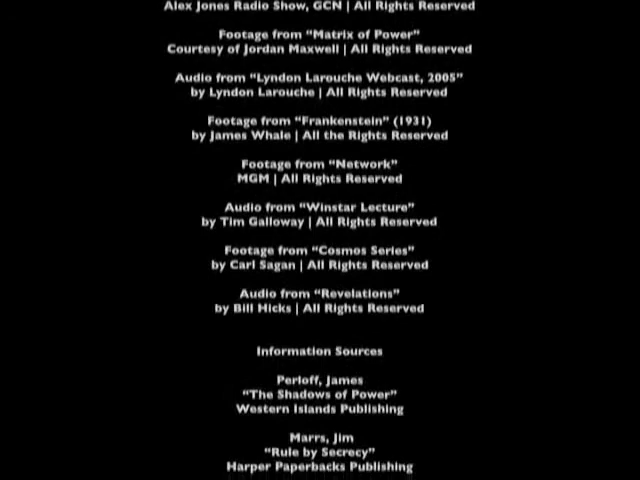 Alex Jones Radio Show, GCN | All Rights Reserved
Footage from “Matrix of Power”
Courtesy of Jordan Maxwell | All Rights Reserved
Audio from “Lyndon Larouche Webcast, 2005”
by Lyndon Larouche | All Rights Reserved
Footage from “Frankenstein” (1931)
by James Whale | All the Rights Reserved
Footage from “Network”
MGM | All Rights Reserved
Audio from “Winstar Lecture”
by Tim Galloway | All Rights Reserved
Footage from “Cosmos Series”
by Carl Sagan | All Rights Reserved
Audio from “Revelations”
by Bill Hicks | All Rights Reserved
Information Sources
Perloff, James
“The Shadows of Power”
Western Islands Publishing
Marrs, Jim
“Rule by Secrecy”
Harper Paperbacks Publishing